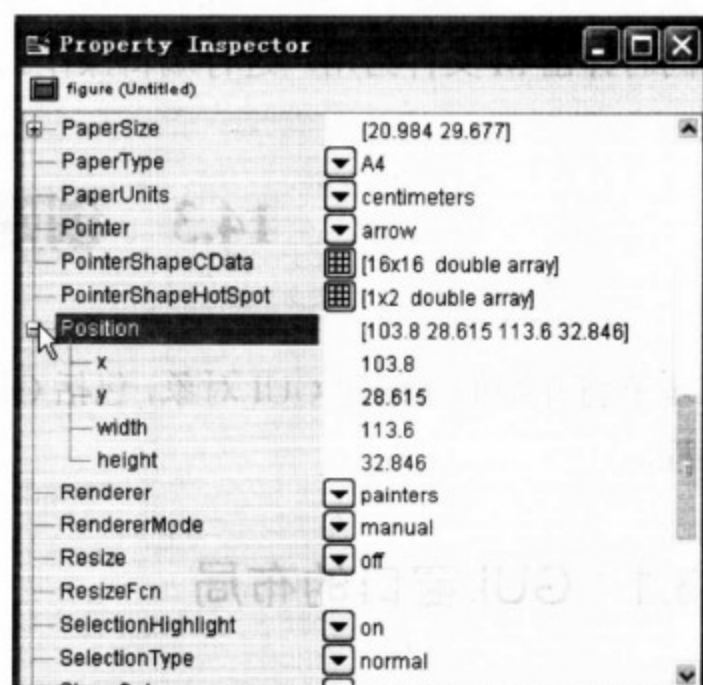 Property Inspector
figure (Untitled)
PaperSize [20.984 29.677]
PaperType A4
PaperUnits centimeters
Pointer arrow
PointerShapeCData [16x16 double array]
PointerShapeHotSpot [1x2 double array]
Position [103.8 28.615 113.6 32.846]
x 103.8
y 28.615
width 113.6
height 32.846
Renderer painters
RendererMode manual
Resize off
ResizeFcn
SelectionHighlight on
SelectionType normal